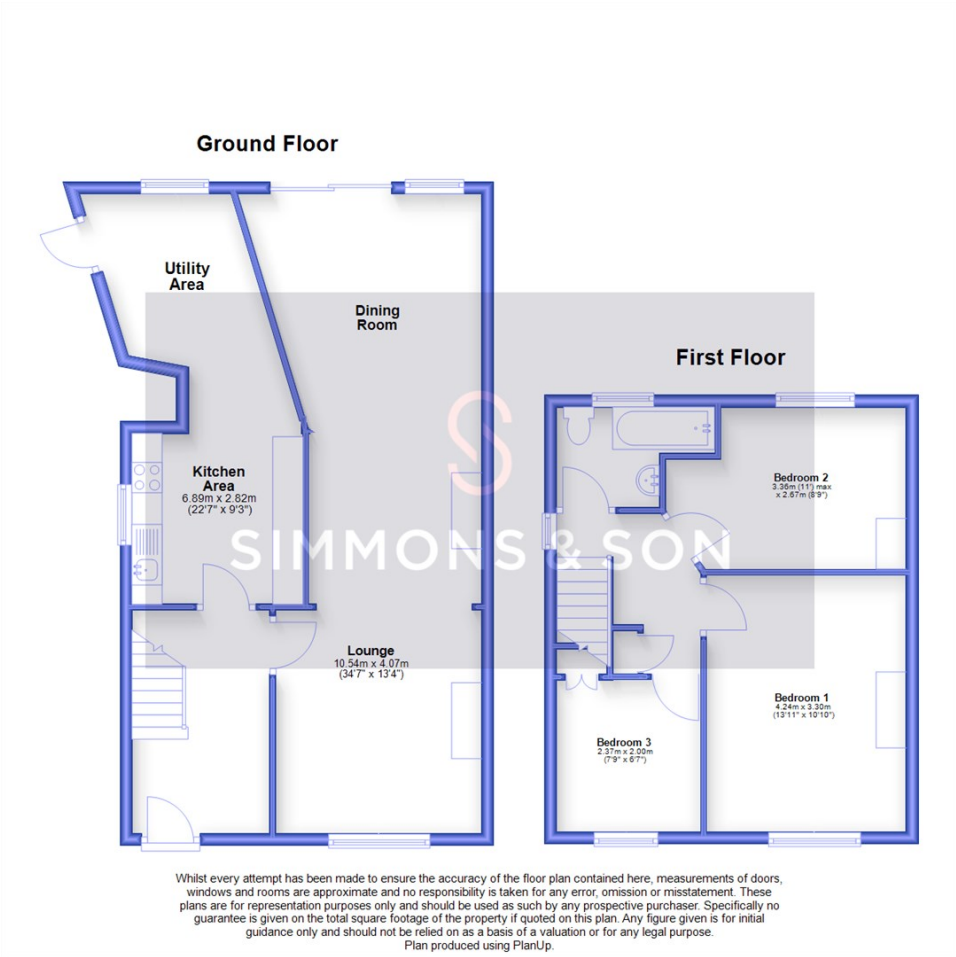 Ground Floor
Utility
Area
Dining
Room
First Floor
Kitchen
Area
6.89m x 2.82m
(22'7" x 9'3")
Bedroom 2
3.36m (11') max
x 2.67m (8'9")
SIMMONS & SON
Lounge
10.54m x 4.07m
(34'7" x 13'4")
Bedroom 1
4.24m x 3.30m
(13'11" x 10'10")
Bedroom 3
2.37m x 2.00m
(7'9" x 6'7")
Whilst every attempt has been made to ensure the accuracy of the floor plan contained here, measurements of doors,
windows and rooms are approximate and no responsibility is taken for any error, omission or misstatement. These
plans are for representation purposes only and should be used as such by any prospective purchaser. Specifically no
guarantee is given on the total square footage of the property if quoted on this plan. Any figure given is for initial
guidance only and should not be relied on as a basis of a valuation or for any legal purpose.
Plan produced using PlanUp.